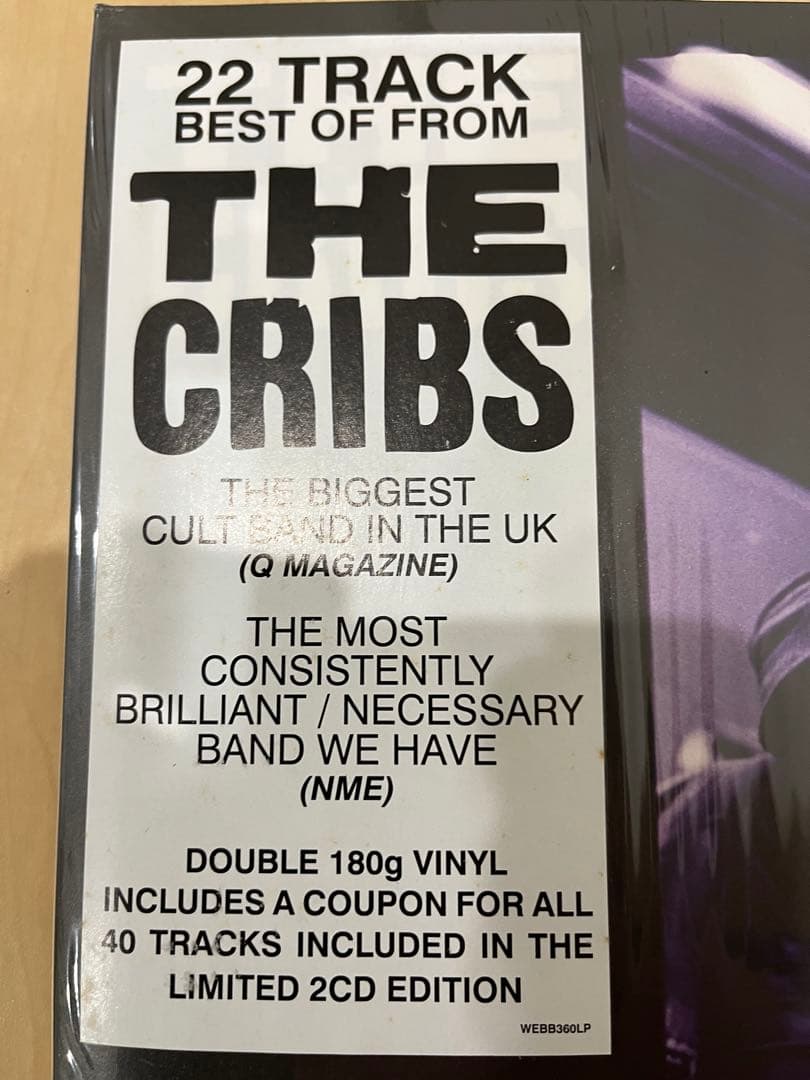 22 TRACK
BEST OF FROM
THE
CRIBS
THE BIGGEST
CULT BAND IN THE UK
(Q MAGAZINE)
THE MOST
CONSISTENTLY
BRILLIANT / NECESSARY
BAND WE HAVE
(NME)
DOUBLE 180g VINYL
INCLUDES A COUPON FOR ALL
40 TRACKS INCLUDED IN THE
LIMITED 2CD EDITION
WEBB360LP